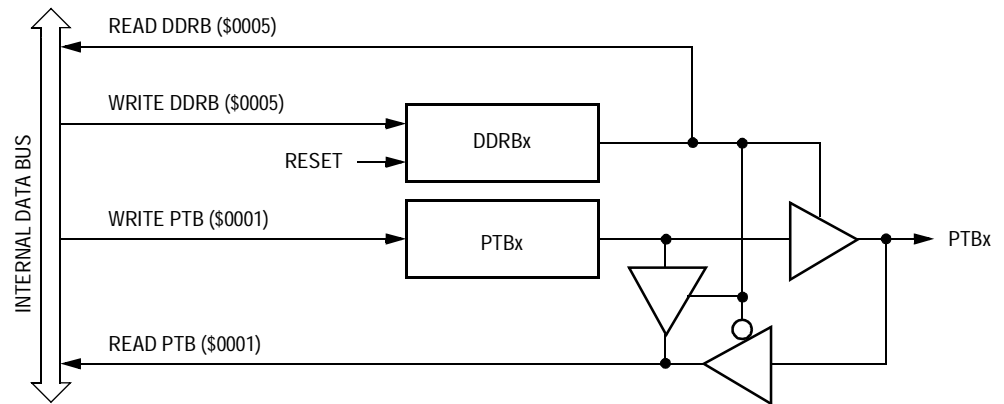 READ DDRB ($0005)
WRITE DDRB ($0005)
DDRBx
RESET
WRITE PTB ($0001)
PTBx
PTBx
READ PTB ($0001)
INTERNAL DATA BUS